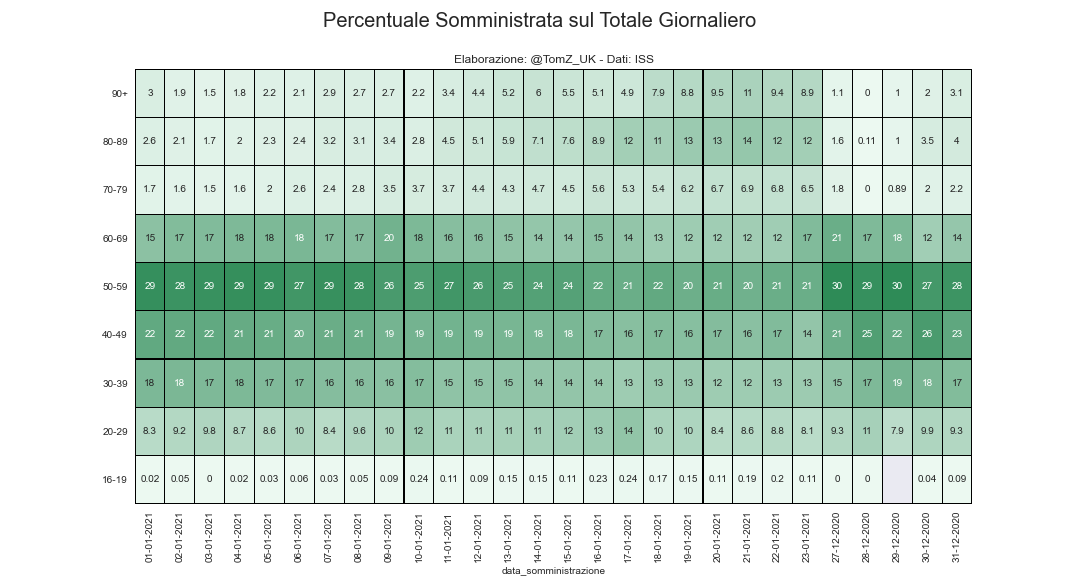 Percentuale Somministrata sul Totale Giornaliero
Elaborazione: @TomZ_UK - Dati: ISS
90+ 3 1.9 1.5 1.8 2.2 2.1 2.9 2.7 2.7 2.2 3.4 4.4 5.2 6 5.5 5.1 4.9 7.9 8.8 9.5 11 9.4 8.9 1.1 0 1 2 3.1
80-89 2.6 2.1 1.7 2 2.3 2.4 3.2 3.1 3.4 2.8 4.5 5.1 5.9 7.1 7.6 8.9 12 11 13 13 14 12 12 1.6 0.11 1 3.5 4
70-79 1.7 1.6 1.5 1.6 2 2.6 2.4 2.8 3.5 3.7 3.7 4.4 4.3 4.7 4.5 5.6 5.3 5.4 6.2 6.7 6.9 6.8 6.5 1.8 0 0.89 2 2.2
60-69 15 17 17 18 18 18 17 17 20 18 16 16 15 14 14 15 14 13 12 12 12 12 17 21 17 18 12 14
50-59 29 28 29 29 29 27 29 28 26 25 27 26 25 24 24 22 21 22 20 21 20 21 21 30 29 30 27 28
40-49 22 22 22 21 21 20 21 21 19 19 19 19 19 18 18 17 16 17 16 17 16 17 14 21 25 22 26 23
30-39 18 18 17 18 17 17 16 16 16 17 15 15 15 14 14 14 13 13 13 12 12 13 13 15 17 19 18 17
20-29 8.3 9.2 9.8 8.7 8.6 10 8.4 9.6 10 12 11 11 11 11 12 13 14 10 10 8.4 8.6 8.8 8.1 9.3 11 7.9 9.9 9.3
16-19 0.02 0.05 0 0.02 0.03 0.06 0.03 0.05 0.09 0.24 0.11 0.09 0.15 0.15 0.11 0.23 0.24 0.17 0.15 0.11 0.19 0.2 0.11 0 0 0.04 0.09
01-01-2021 02-01-2021 03-01-2021 04-01-2021 05-01-2021 06-01-2021 07-01-2021 08-01-2021 09-01-2021 10-01-2021 11-01-2021 12-01-2021 13-01-2021 14-01-2021 15-01-2021 16-01-2021 17-01-2021 18-01-2021 19-01-2021 20-01-2021 21-01-2021 22-01-2021 23-01-2021 27-12-2020 28-12-2020 29-12-2020 30-12-2020 31-12-2020
data_somministrazione